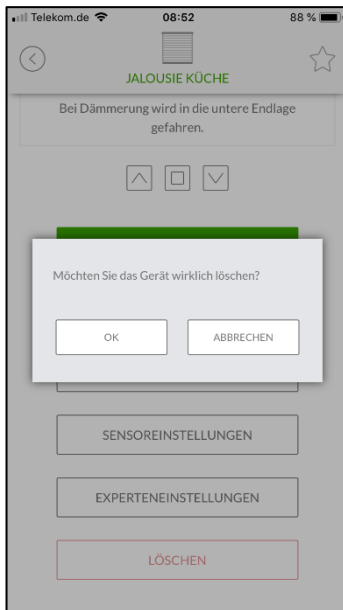 Telekom.de
08:52
88 %
JALOUSIE KÜCHE
Bei Dämmerung wird in die untere Endlage
gefahren.
Möchten Sie das Gerät wirklich löschen?
OK
ABBRECHEN
SENSOREINSTELLUNGEN
EXPERTENEINSTELLUNGEN
LÖSCHEN